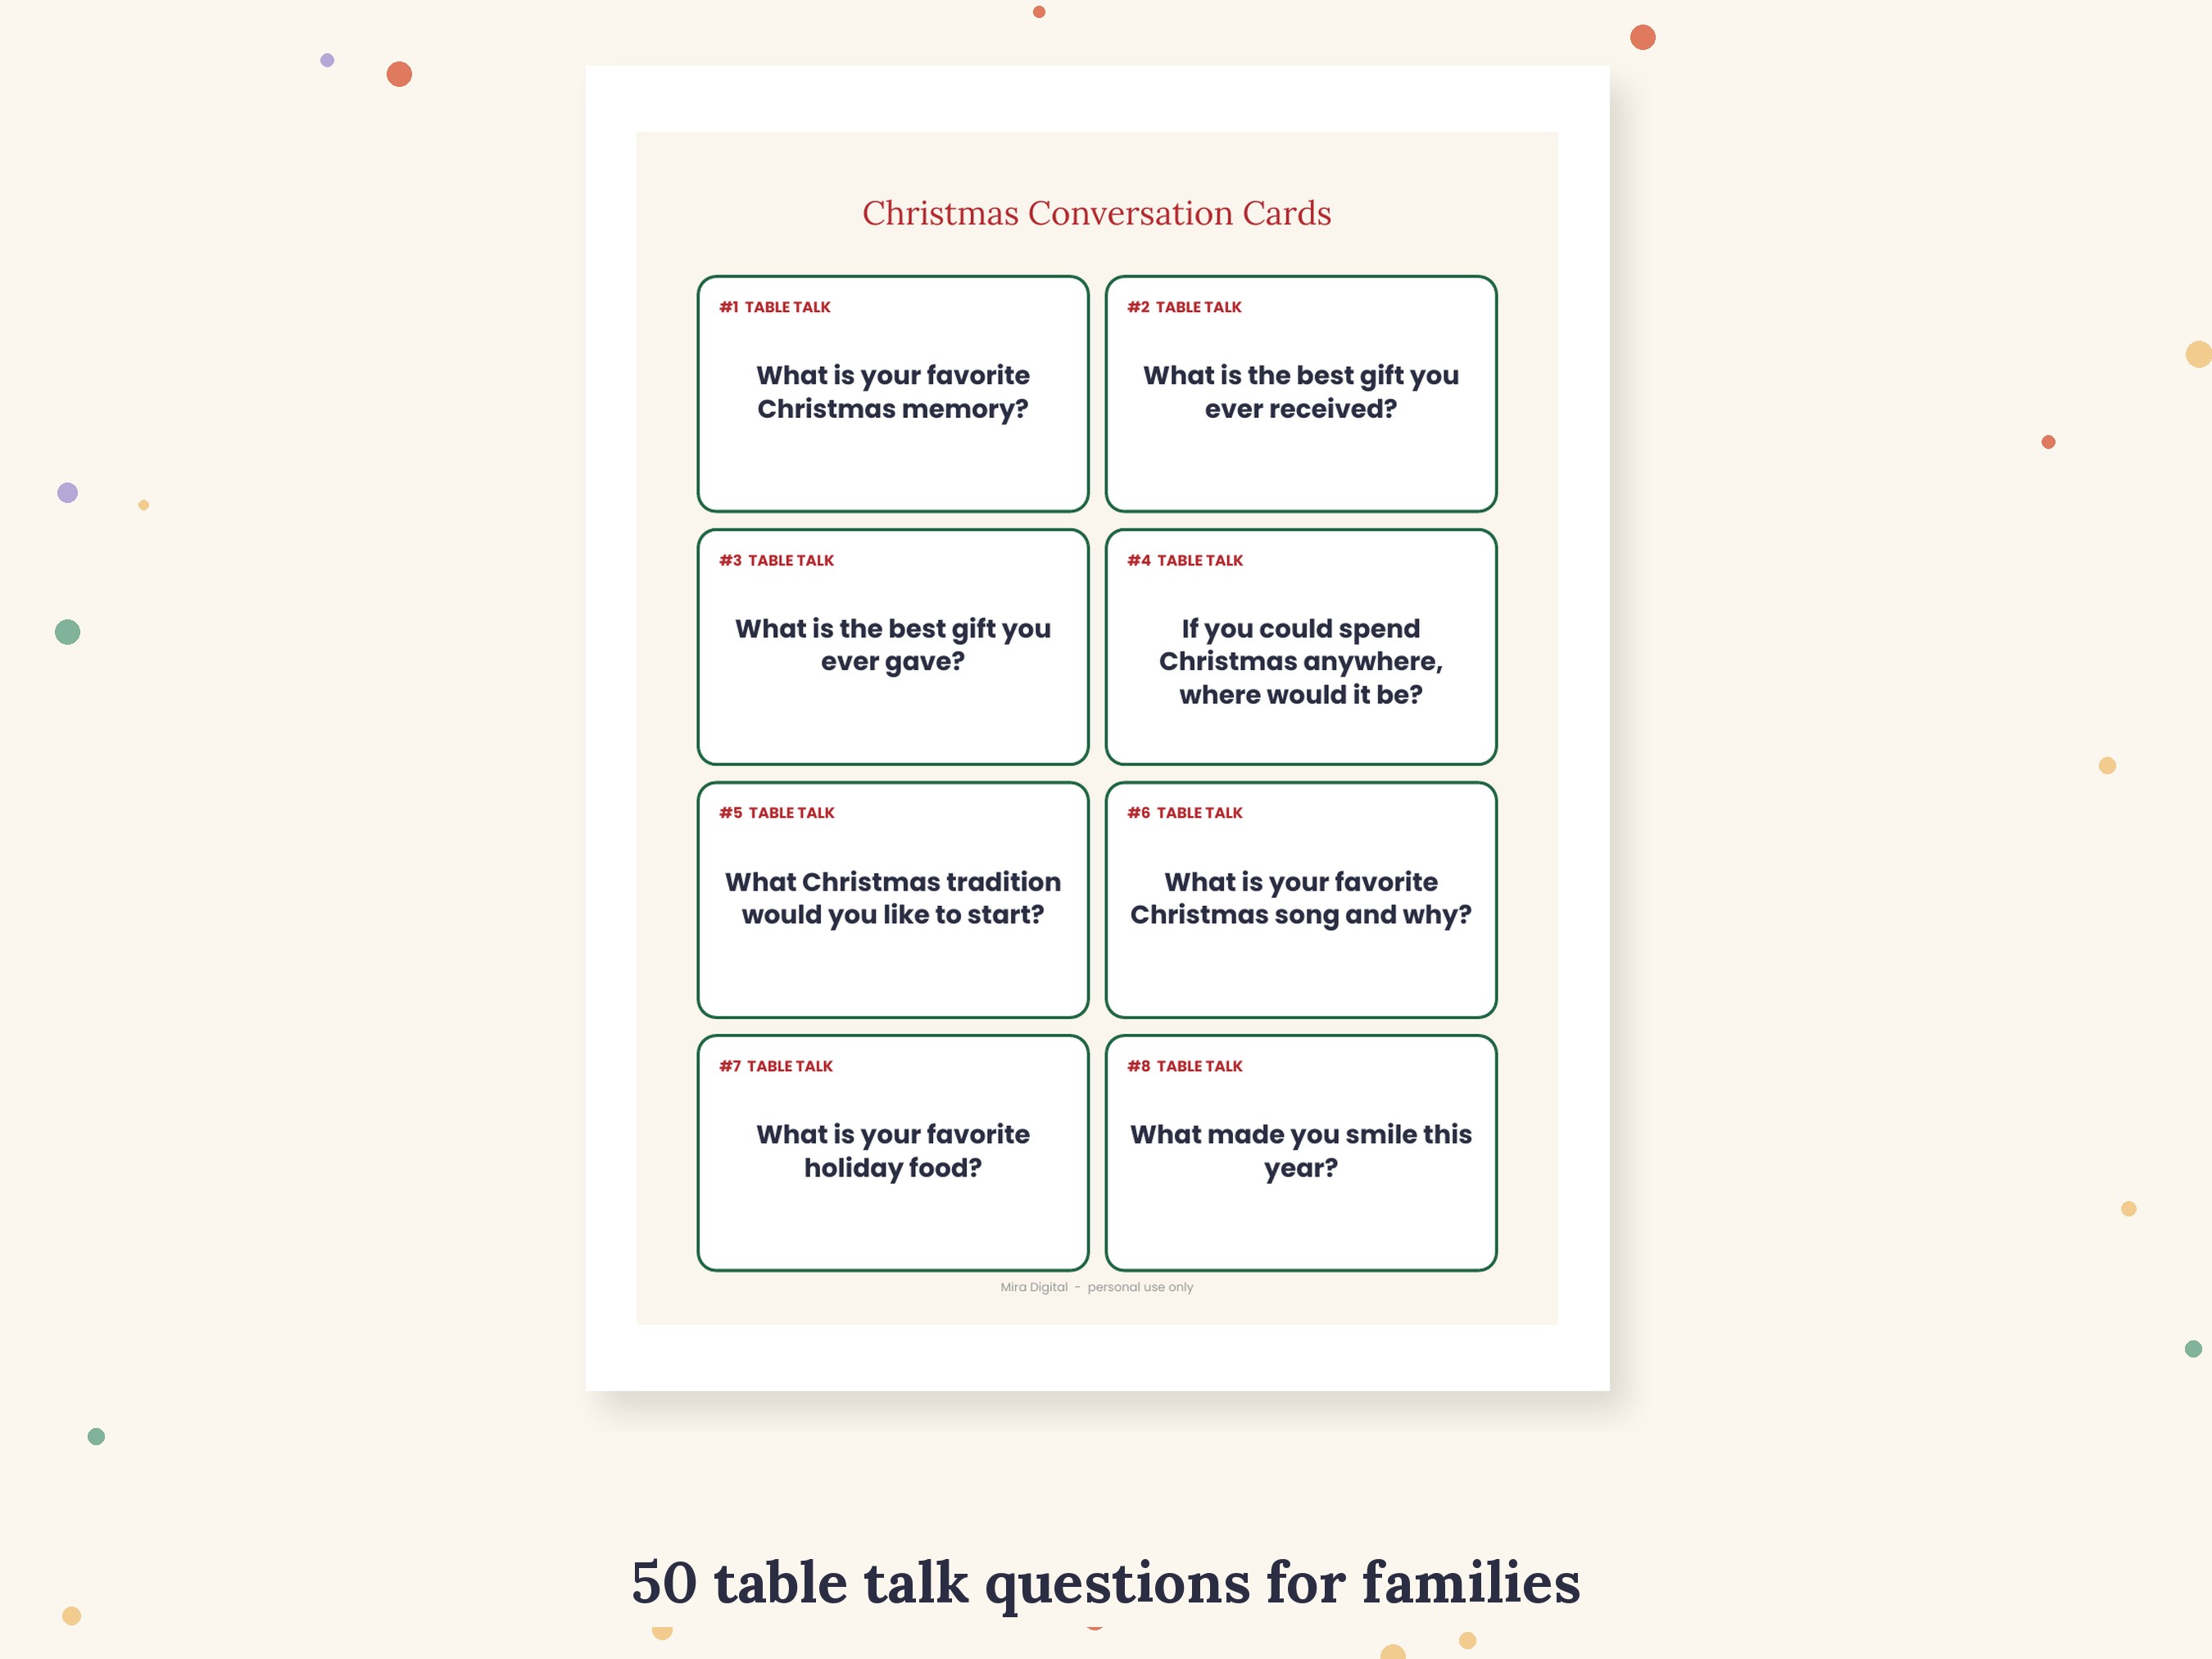 Christmas Conversation Cards
#1 TABLE TALK
What is your favorite
Christmas memory?
#2 TABLE TALK
What is the best gift you
ever received?
#3 TABLE TALK
What is the best gift you
ever gave?
#4 TABLE TALK
If you could spend
Christmas anywhere,
where would it be?
#5 TABLE TALK
What Christmas tradition
would you like to start?
#6 TABLE TALK
What is your favorite
Christmas song and why?
#7 TABLE TALK
What is your favorite
holiday food?
#8 TABLE TALK
What made you smile this
year?
Mira Digital - personal use only
50 table talk questions for families